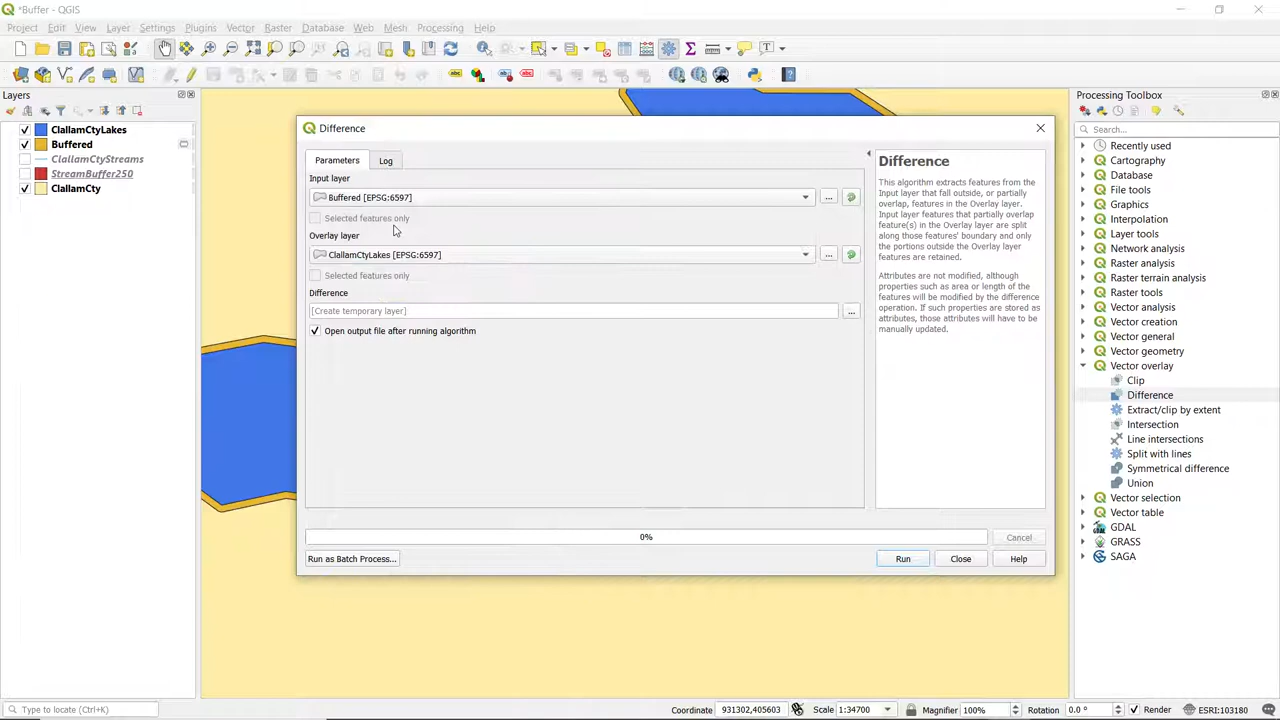 *Buffer - QGIS
Project Edit View Layer Settings Plugins Vector Raster Database Web Mesh Processing Help
Layers
ClallamCtyLakes
Buffered
ClallamCtyStreams
StreamBuffer250
ClallamCty
Difference
Parameters Log
Input layer
Buffered [EPSG:6597]
Selected features only
Overlay layer
ClallamCtyLakes [EPSG:6597]
Selected features only
Difference
[Create temporary layer]
Open output file after running algorithm
Difference
This algorithm extracts features from the
Input layer that fall outside, or partially
overlap, features in the Overlay layer.
Input layer features that partially overlap
feature(s) in the Overlay layer are split
along those features' boundary and only
the portions outside the Overlay layer
features are retained.
Attributes are not modified, although
properties such as area or length of the
features will be modified by the difference
operation. If such properties are stored as
attributes, those attributes will have to be
manually updated.
0%
Cancel
Run as Batch Process...
Run
Close
Help
Processing Toolbox
Search...
Recently used
Cartography
Database
File tools
Graphics
Interpolation
Layer tools
Network analysis
Raster analysis
Raster terrain analysis
Raster tools
Vector analysis
Vector creation
Vector general
Vector geometry
Vector overlay
Clip
Difference
Extract/clip by extent
Intersection
Line intersections
Split with lines
Symmetrical difference
Union
Vector selection
Vector table
GDAL
GRASS
SAGA
Type to locate (Ctrl+K)
Coordinate 931302,405603 Scale 1:34700 Magnifier 100% Rotation 0.0 ° Render ESRI:103180